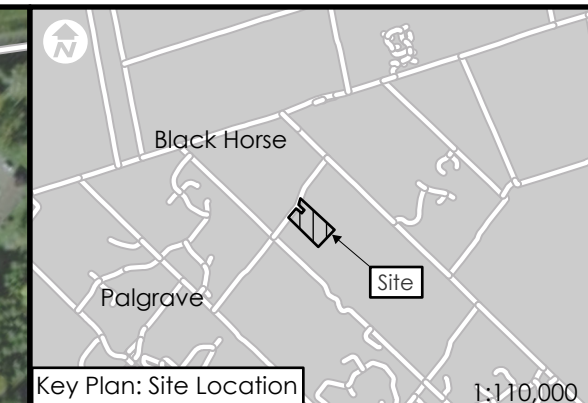 N
Black Horse
Site
Palgrave
Key Plan: Site Location
1:110,000